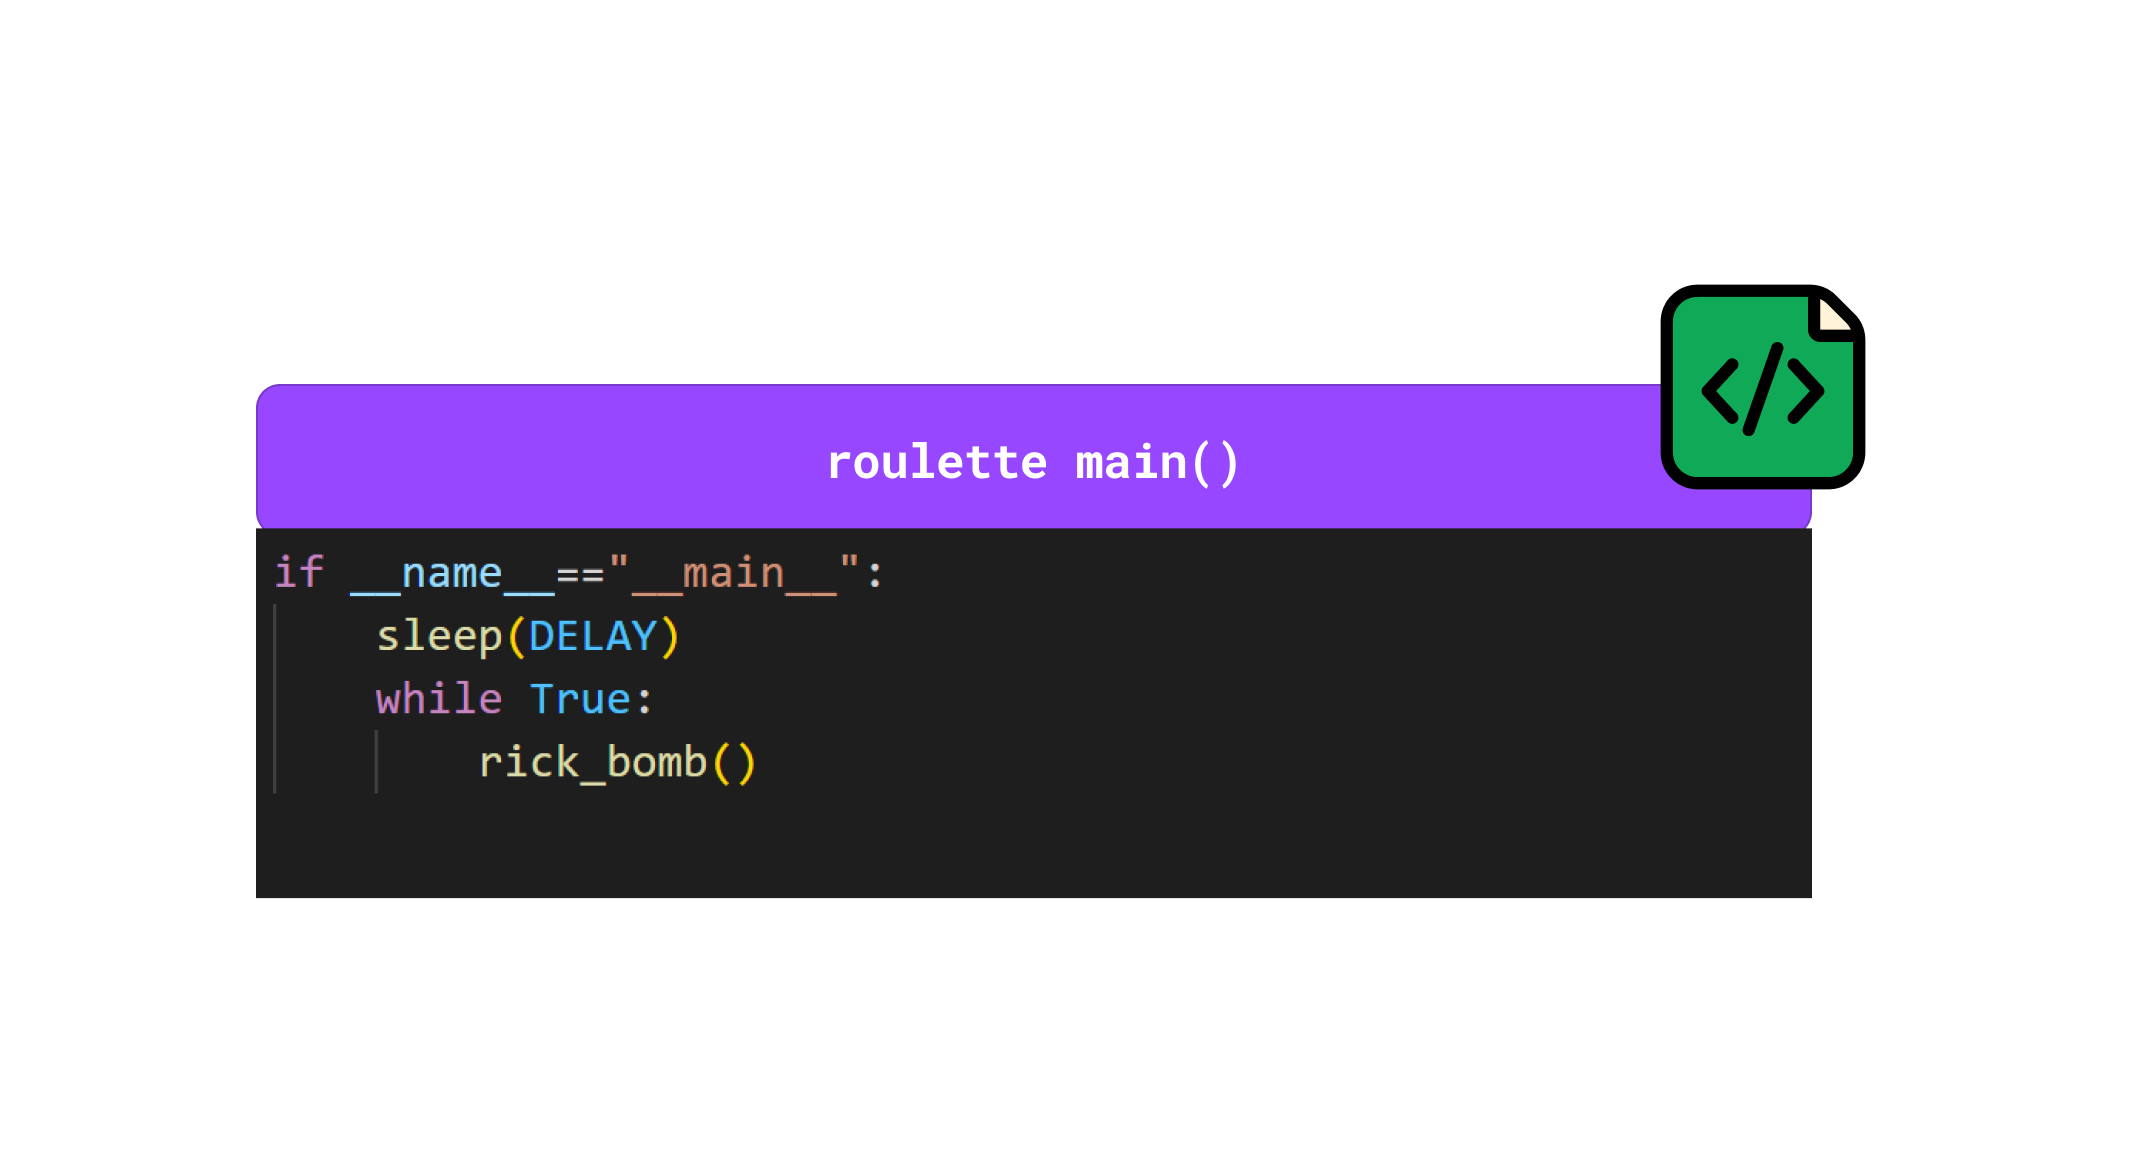 roulette main()
</>
if __name__=="__main__":
    sleep(DELAY)
    while True:
        rick_bomb()